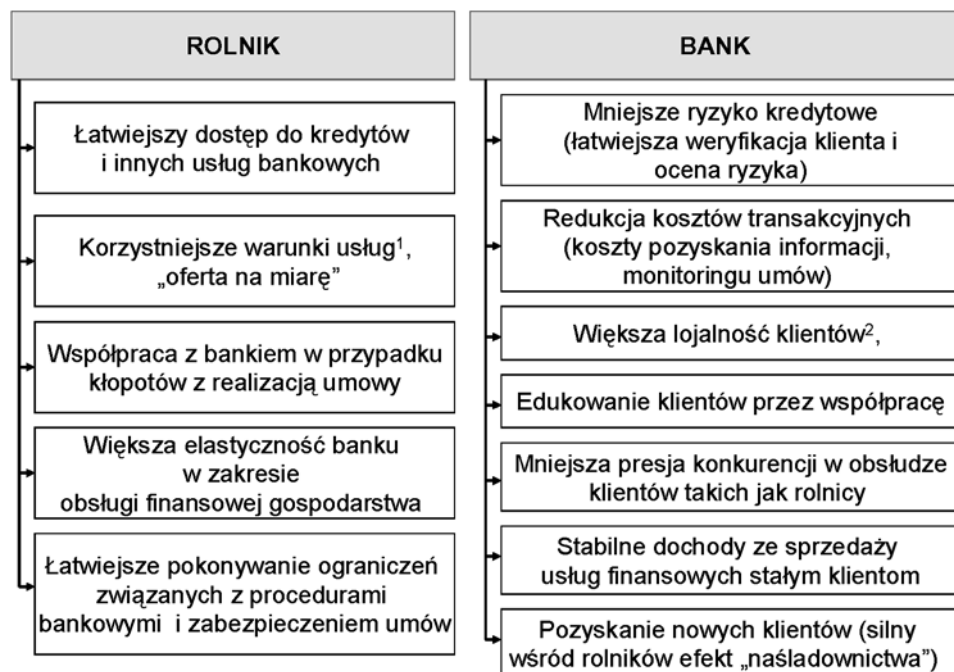 ROLNIK
Łatwiejszy dostęp do kredytów
i innych usług bankowych
Korzystniejsze warunki usług¹,
„oferta na miarę”
Współpraca z bankiem w przypadku
kłopotów z realizacją umowy
Większa elastyczność banku
w zakresie
obsługi finansowej gospodarstwa
Łatwiejsze pokonywanie ograniczeń
związanych z procedurami
bankowymi i zabezpieczeniem umów
BANK
Mniejsze ryzyko kredytowe
(łatwiejsza weryfikacja klienta i
ocena ryzyka)
Redukcja kosztów transakcyjnych
(koszty pozyskania informacji,
monitoringu umów)
Większa lojalność klientów²,
Edukowanie klientów przez współpracę
Mniejsza presja konkurencji w obsłudze
klientów takich jak rolnicy
Stabilne dochody ze sprzedaży
usług finansowych stałym klientom
Pozyskanie nowych klientów (silny
wśród rolników efekt „naśladownictwa”)